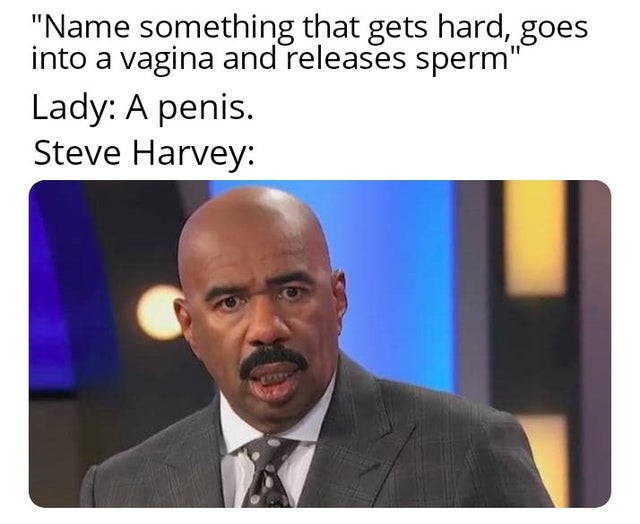 "Name something that gets hard, goes
into a vagina and releases sperm"
Lady: A penis.
Steve Harvey: